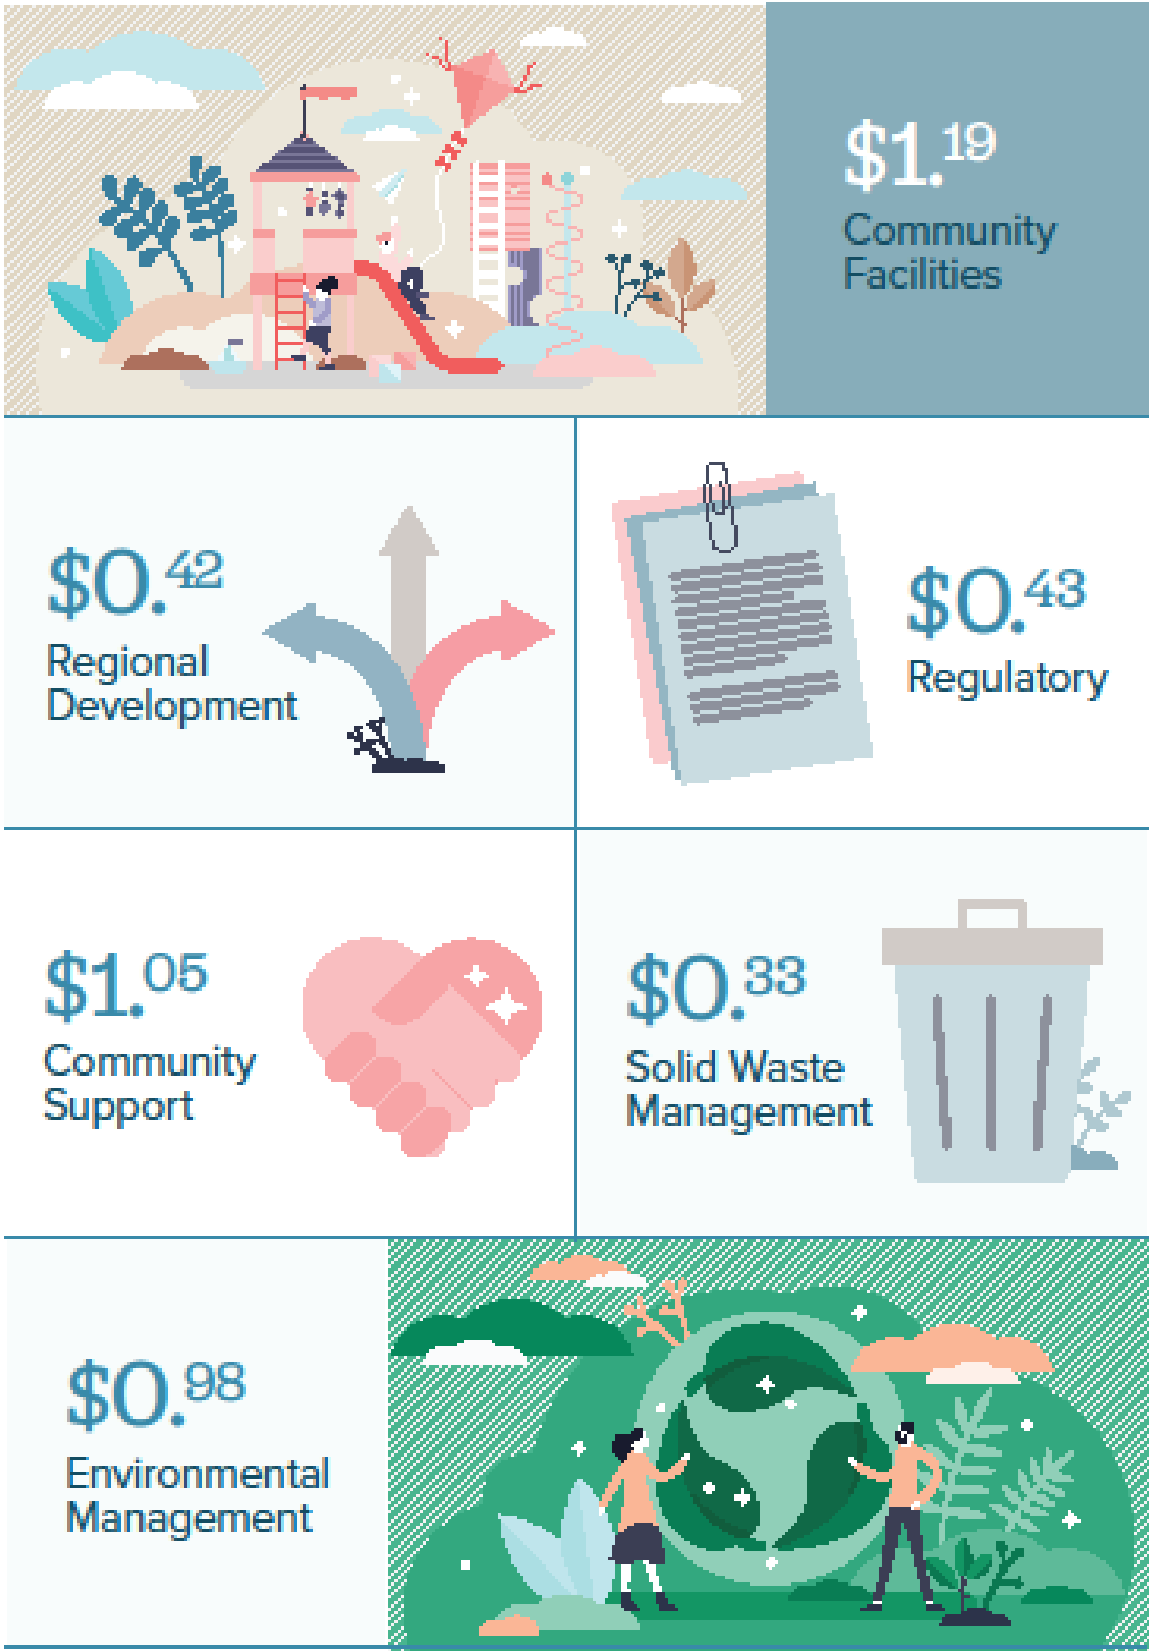 $1.19
Community
Facilities
$0.42
Regional
Development
$0.43
Regulatory
$1.05
Community
Support
$0.33
Solid Waste
Management
$0.98
Environmental
Management